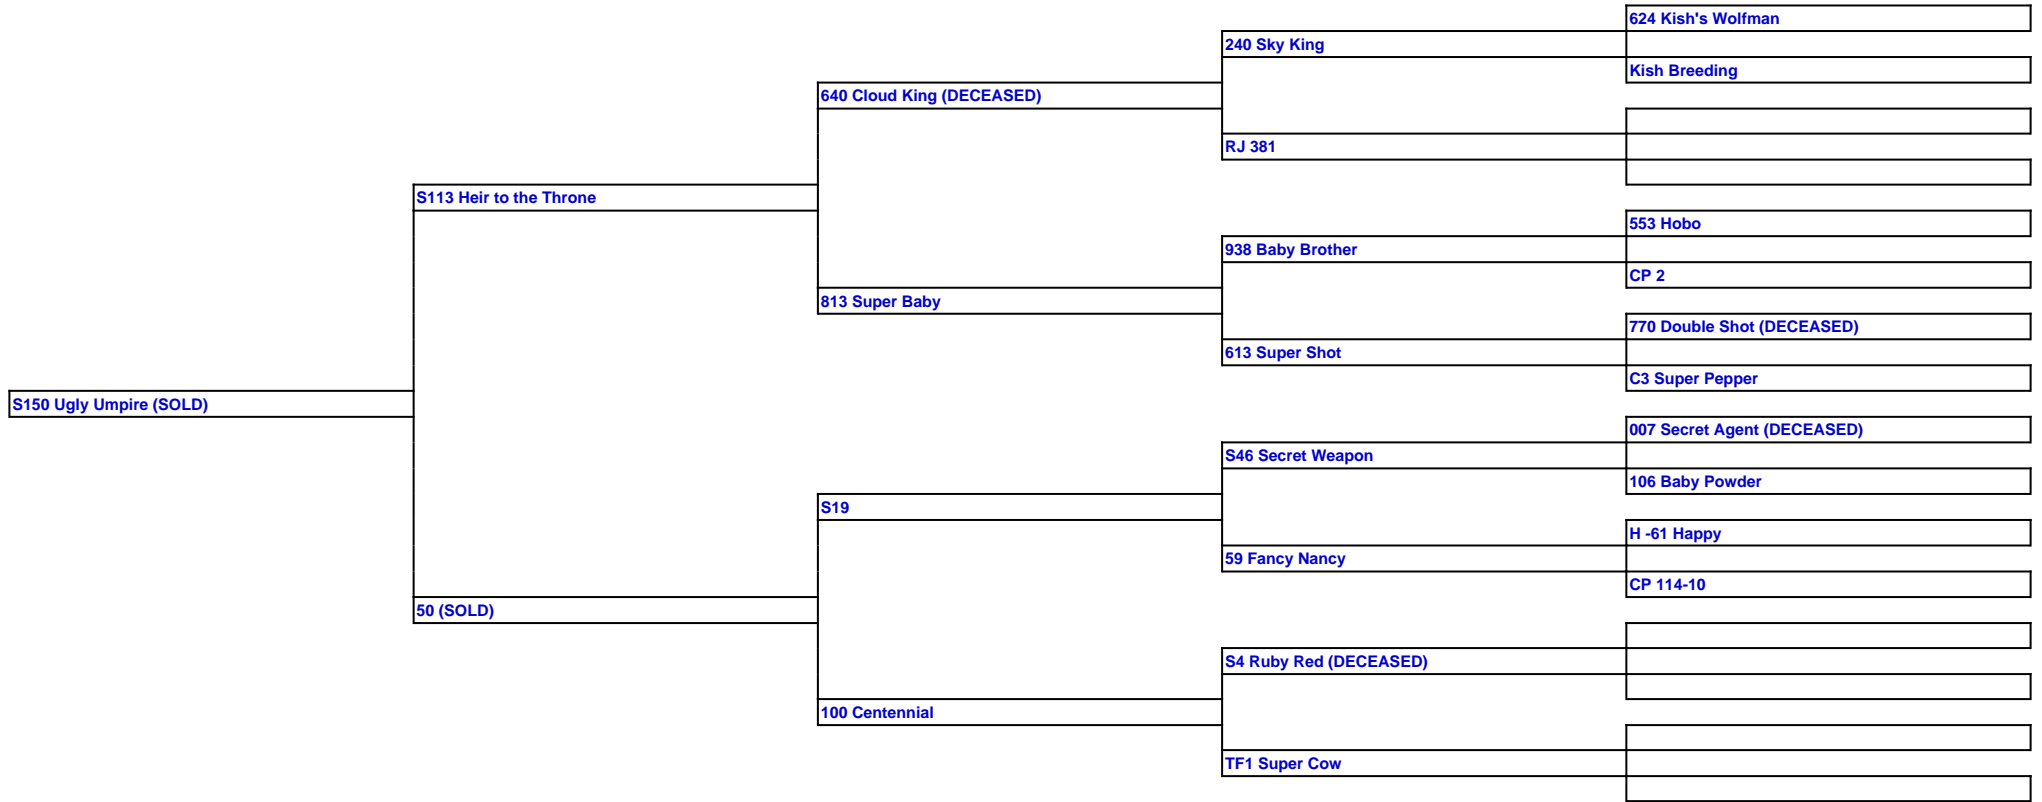 624 Kish's Wolfman
240 Sky King
Kish Breeding
640 Cloud King (DECEASED)
RJ 381
S113 Heir to the Throne
553 Hobo
938 Baby Brother
CP 2
813 Super Baby
770 Double Shot (DECEASED)
613 Super Shot
C3 Super Pepper
S150 Ugly Umpire (SOLD)
007 Secret Agent (DECEASED)
S46 Secret Weapon
106 Baby Powder
S19
H -61 Happy
59 Fancy Nancy
CP 114-10
50 (SOLD)
S4 Ruby Red (DECEASED)
100 Centennial
TF1 Super Cow